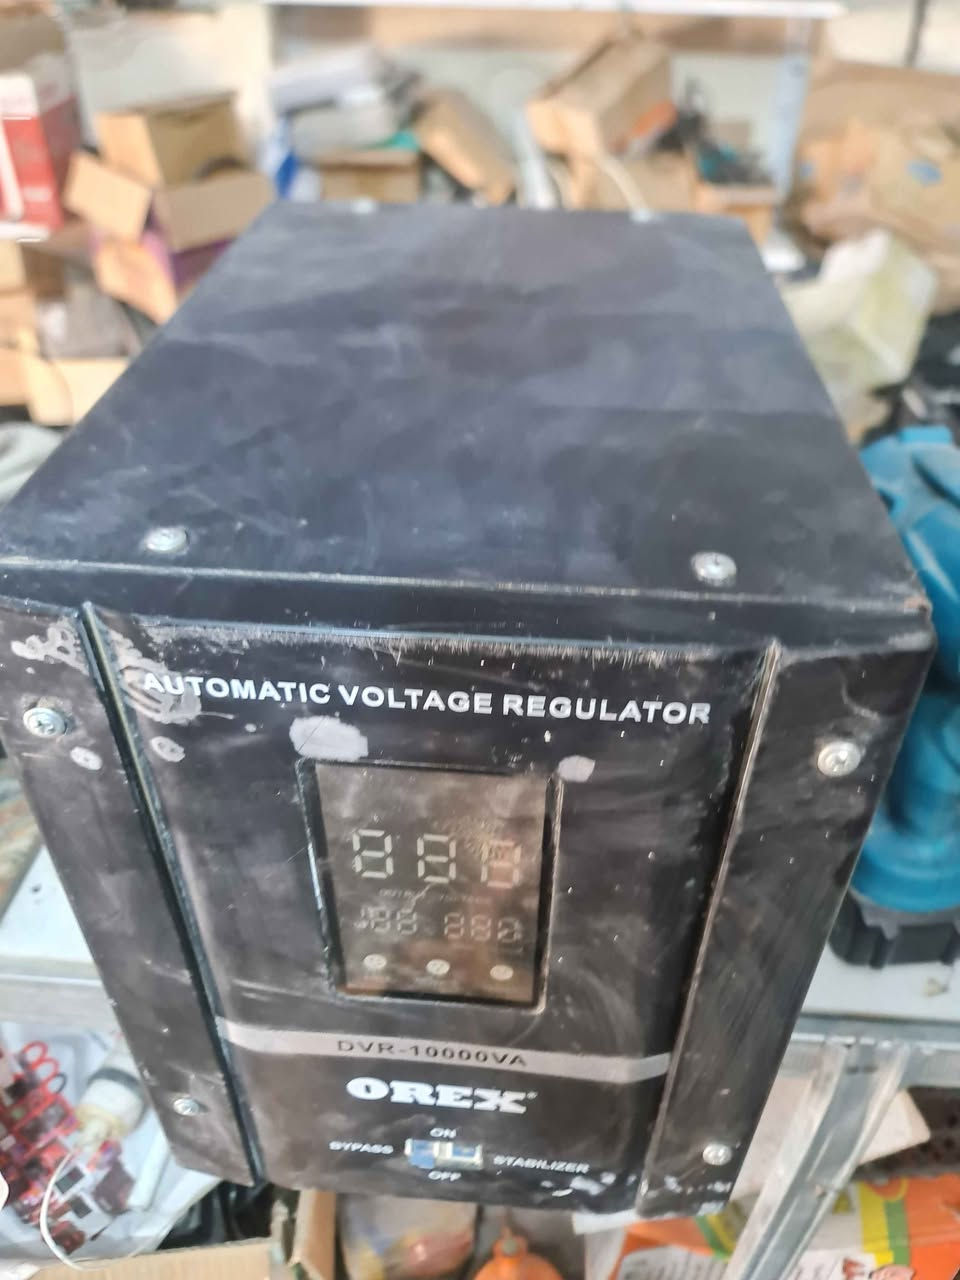 AUTOMATIC VOLTAGE REGULATOR
DVR-10000VA
OREX
ON
BYPASS
STABILIZER
OFF